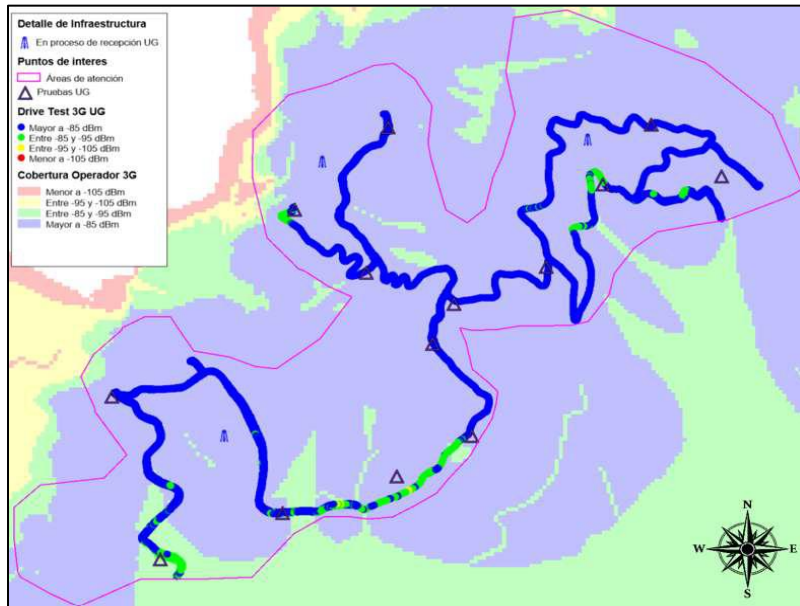 Detalle de Infraestructura
En proceso de recepción UG
Puntos de interes
Áreas de atención
Pruebas UG
Drive Test 3G UG
Mayor a -85 dBm
Entre -85 y -95 dBm
Entre -95 y -105 dBm
Menor a -105 dBm
Cobertura Operador 3G
Menor a -105 dBm
Entre -95 y -105 dBm
Entre -85 y -95 dBm
Mayor a -85 dBm
N
W E
S